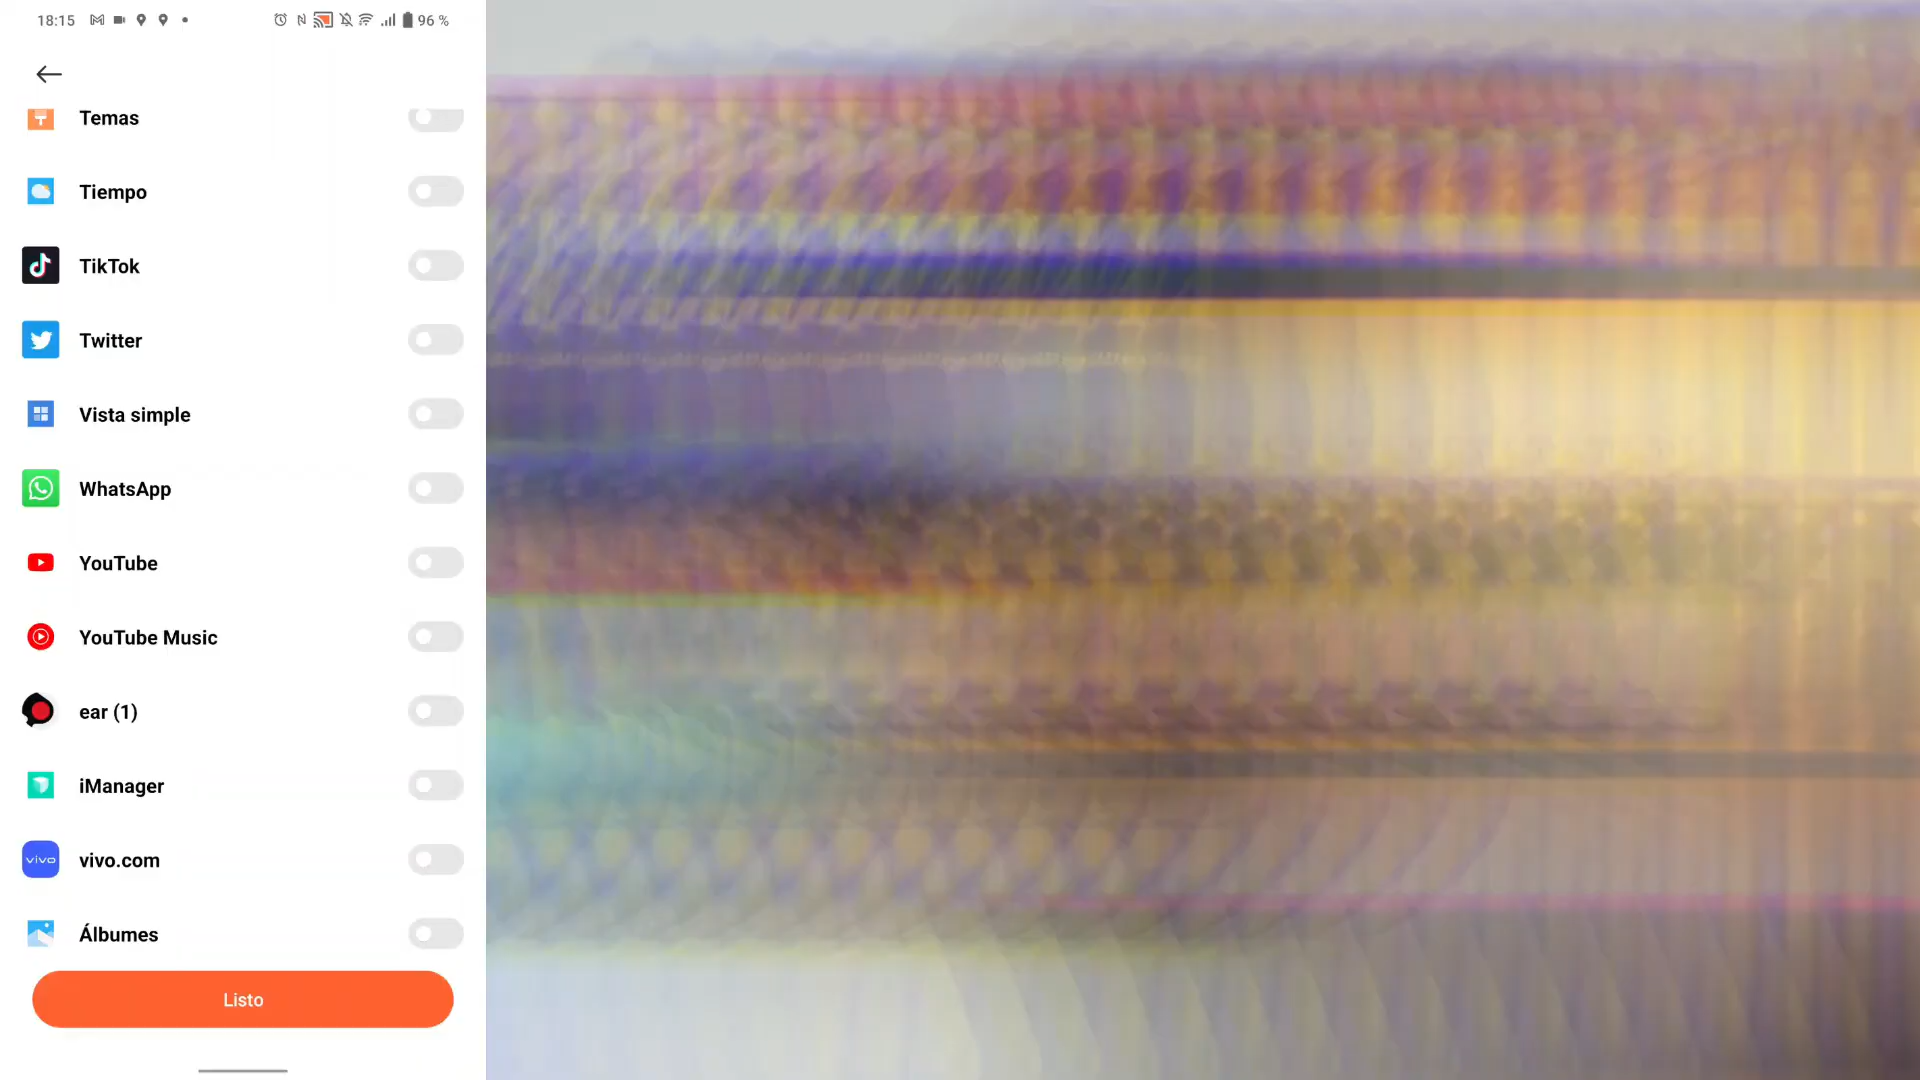 18:15 96 %
Temas
Tiempo
TikTok
Twitter
Vista simple
WhatsApp
YouTube
YouTube Music
ear (1)
iManager
vivo
vivo.com
Álbumes
Listo